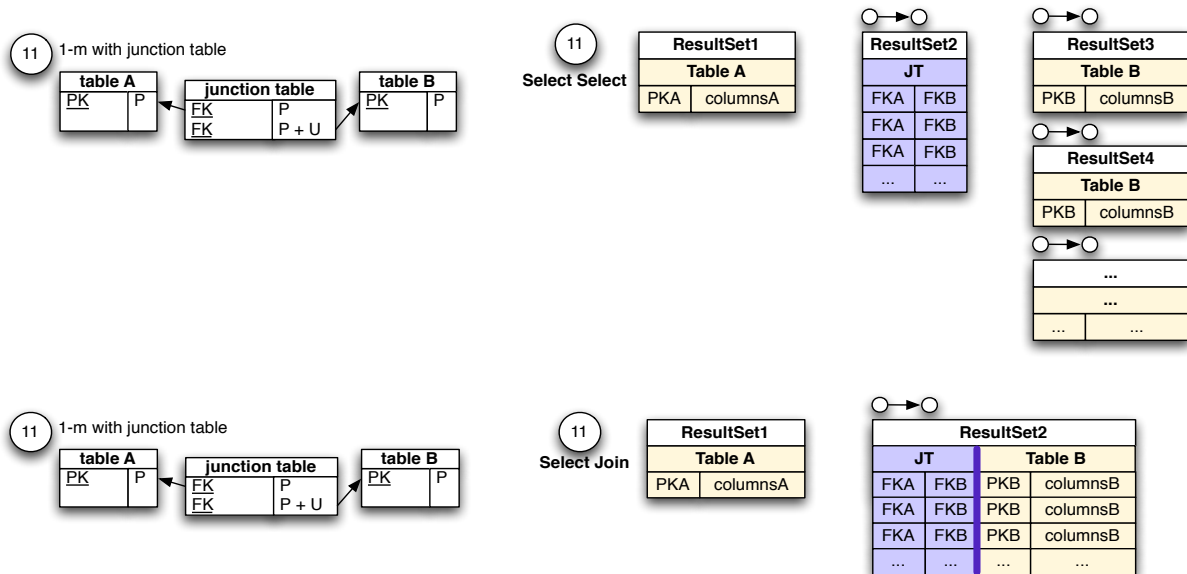 11
1-m with junction table
table A
PK P
junction table
FK P
FK P + U
table B
PK P
11
Select Select
ResultSet1
Table A
PKA columnsA
ResultSet2
JT
FKA FKB
FKA FKB
FKA FKB
... ...
ResultSet3
Table B
PKB columnsB
ResultSet4
Table B
PKB columnsB
...
...
... ...
11
1-m with junction table
table A
PK P
junction table
FK P
FK P + U
table B
PK P
11
Select Join
ResultSet1
Table A
PKA columnsA
ResultSet2
JT Table B
FKA FKB PKB columnsB
FKA FKB PKB columnsB
FKA FKB PKB columnsB
... ... ... ...